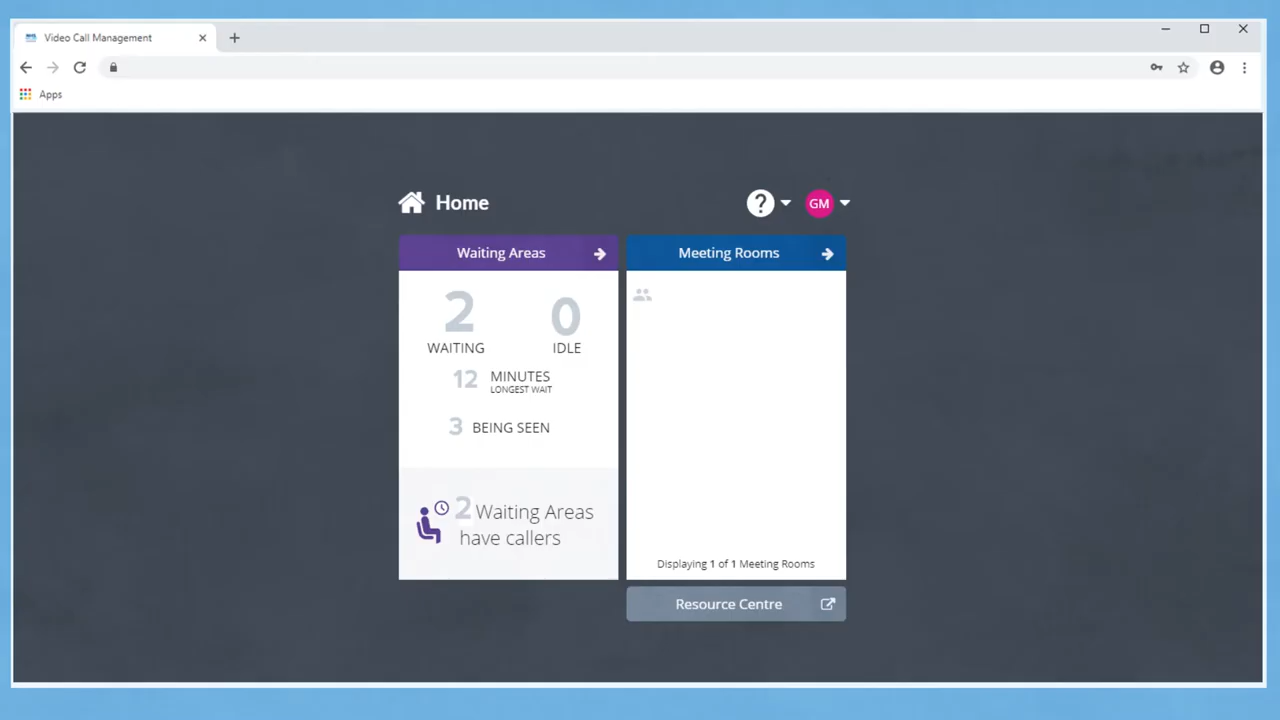 Video Call Management
Apps
Home
? GM
Waiting Areas
2 0
WAITING IDLE
12 MINUTES
LONGEST WAIT
3 BEING SEEN
2 Waiting Areas
have callers
Meeting Rooms
Displaying 1 of 1 Meeting Rooms
Resource Centre